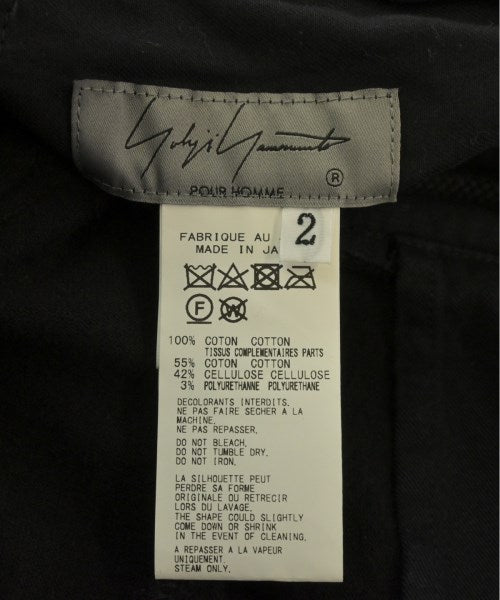 Yohji Yamamoto
®
POUR HOMME
2
FABRIQUE AU
MADE IN JA
F W
100% COTON COTTON
TISSUS COMPLEMENTAIRES PARTS
55% COTON COTTON
42% CELLULOSE CELLULOSE
3% POLYURETHANNE POLYURETHANE
DECOLORANTS INTERDITS.
NE PAS FAIRE SECHER A LA
MACHINE.
NE PAS REPASSER.
DO NOT BLEACH.
DO NOT TUMBLE DRY.
DO NOT IRON.
LA SILHOUETTE PEUT
PERDRE SA FORME
ORIGINALE OU RETRECIR
LORS DU LAVAGE.
THE SHAPE COULD SLIGHTLY
COME DOWN OR SHRINK
IN THE EVENT OF CLEANING.
A REPASSER A LA VAPEUR
UNIQUEMENT.
STEAM ONLY.